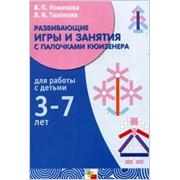 В. П. Новикова
Л. И. Тихонова
РАЗВИВАЮЩИЕ
ИГРЫ И ЗАНЯТИЯ
С ПАЛОЧКАМИ КЮИЗЕНЕРА
для работы
с детьми
3-7
лет